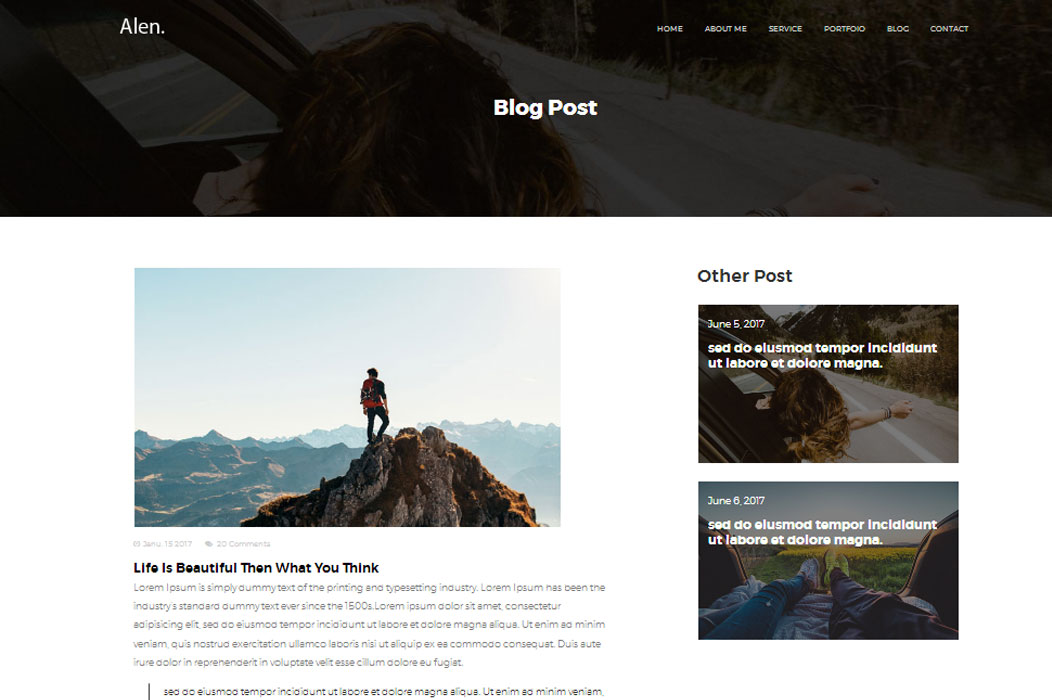 Alen.
HOME ABOUT ME SERVICE PORTFOIO BLOG CONTACT
Blog Post
Janu. 13 2017 20 Comments
Life Is Beautiful Then What You Think
Lorem Ipsum is simply dummy text of the printing and typesetting industry. Lorem Ipsum has been the
industry's standard dummy text ever since the 1500s,Lorem ipsum dolor sit amet, consectetur
adipisicing elit, sed do eiusmod tempor incididunt ut labore et dolore magna aliqua. Ut enim ad minim
veniam, quis nostrud exercitation ullamco laboris nisi ut aliquip ex ea commodo consequat. Duis aute
irure dolor in reprehenderit in voluptate velit esse cillum dolore eu fugiat.
sed do eiusmod tempor incididunt ut labore et dolore magna aliqua. Ut enim ad minim veniam,
Other Post
June 5, 2017
sed do eiusmod tempor incididunt
ut labore et dolore magna.
June 6, 2017
sed do eiusmod tempor incididunt
ut labore et dolore magna.